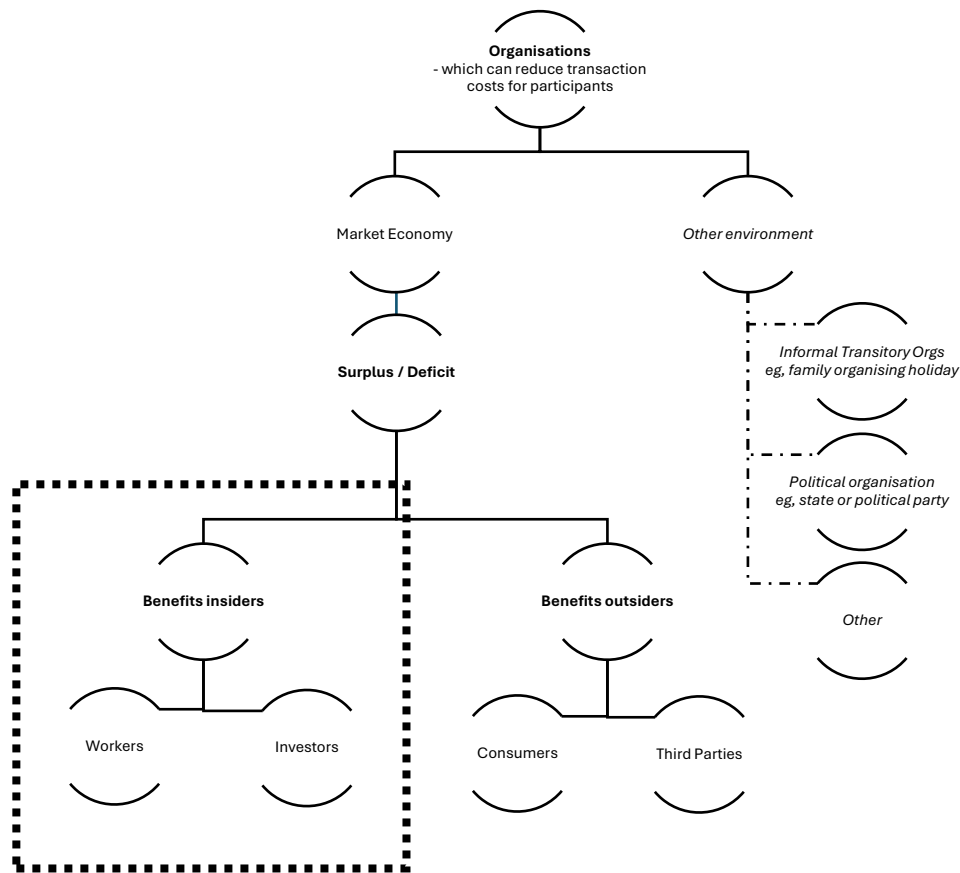 Organisations
- which can reduce transaction
costs for participants
Market Economy
Other environment
Surplus / Deficit
Informal Transitory Orgs
eg, family organising holiday
Political organisation
eg, state or political party
Other
Benefits insiders
Benefits outsiders
Workers
Investors
Consumers
Third Parties